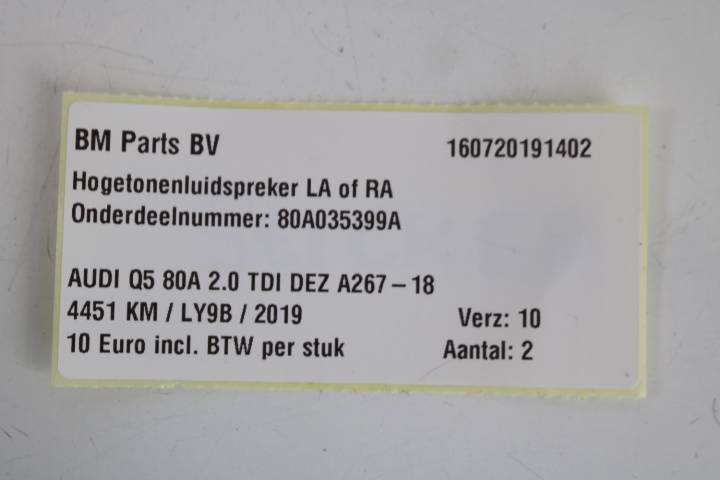 BM Parts BV 160720191402
Hogetonenluidspreker LA of RA
Onderdeelnummer: 80A035399A
AUDI Q5 80A 2.0 TDI DEZ A267-18
4451 KM / LY9B / 2019 Verz: 10
10 Euro incl. BTW per stuk Aantal: 2